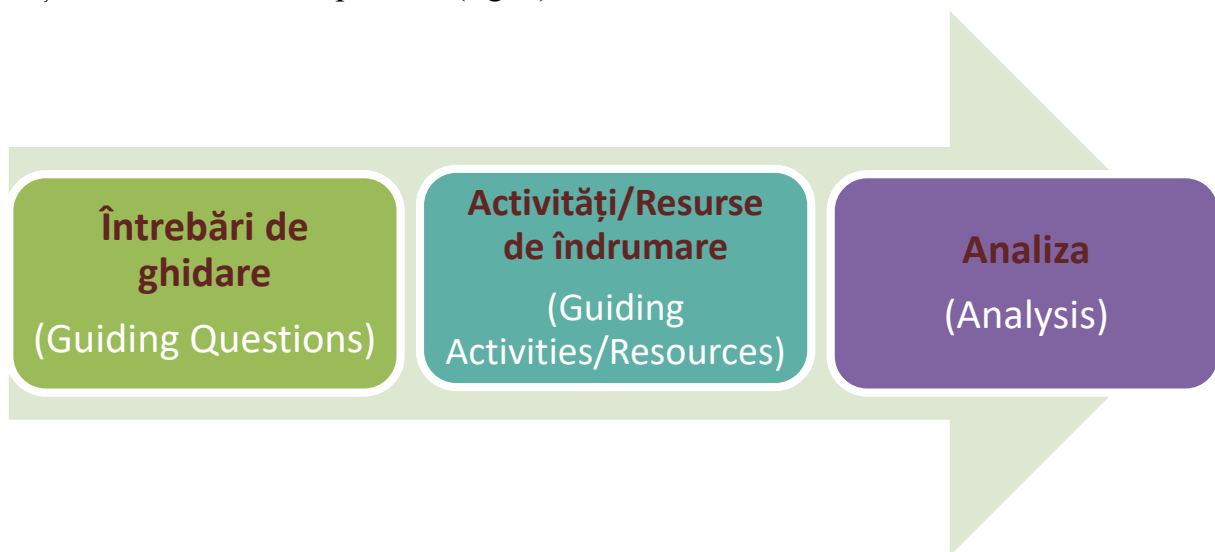 Întrebări de
ghidare
(Guiding Questions)
Activități/Resurse
de îndrumare
(Guiding
Activities/Resources)
Analiza
(Analysis)